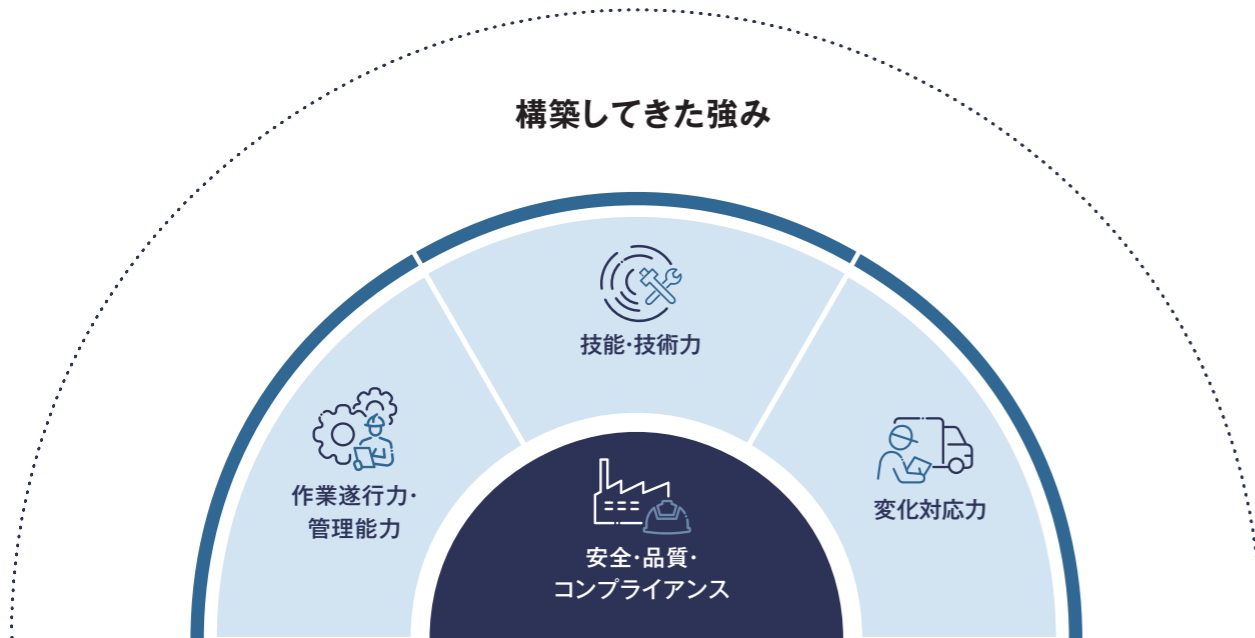 構築してきた強み
技能・技術力
作業遂行力・
管理能力
変化対応力
安全・品質・
コンプライアンス